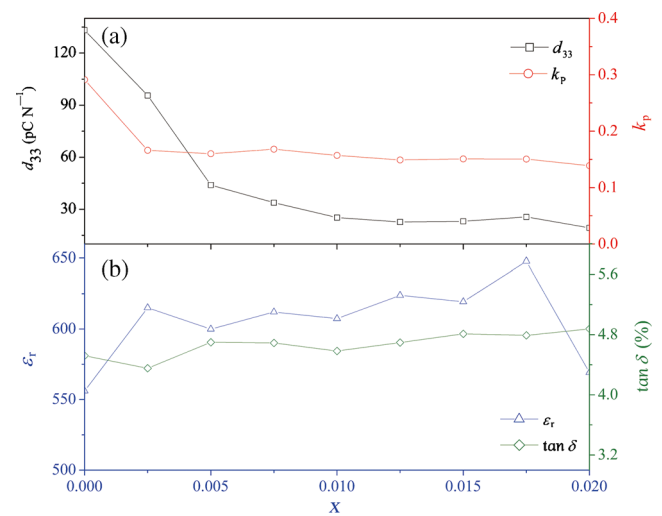 (a)
d33
kP
d33 (pC N−1)
120
90
60
30
0.4
0.3
0.2
0.1
0.0
kp
(b)
εr
tan δ
εr
650
600
550
500
5.6
4.8
4.0
3.2
tan δ (%)
0.000
0.005
0.010
0.015
0.020
x